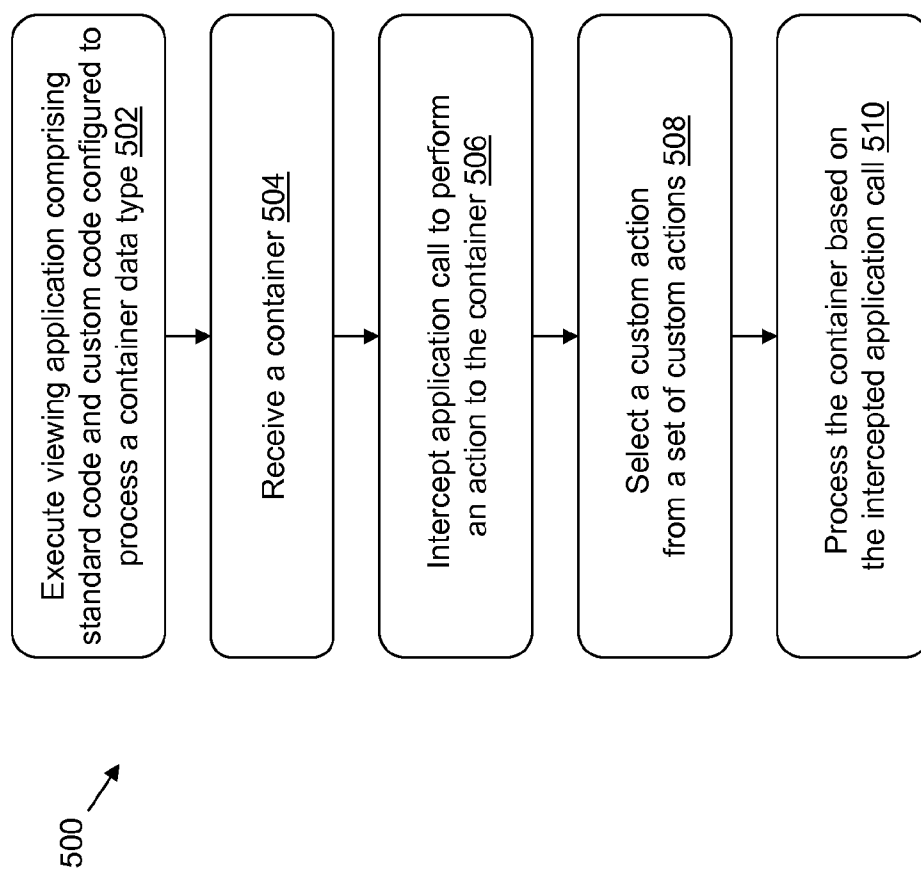 500
Execute viewing application comprising
standard code and custom code configured to
process a container data type 502
Receive a container 504
Intercept application call to perform
an action to the container 506
Select a custom action
from a set of custom actions 508
Process the container based on
the intercepted application call 510